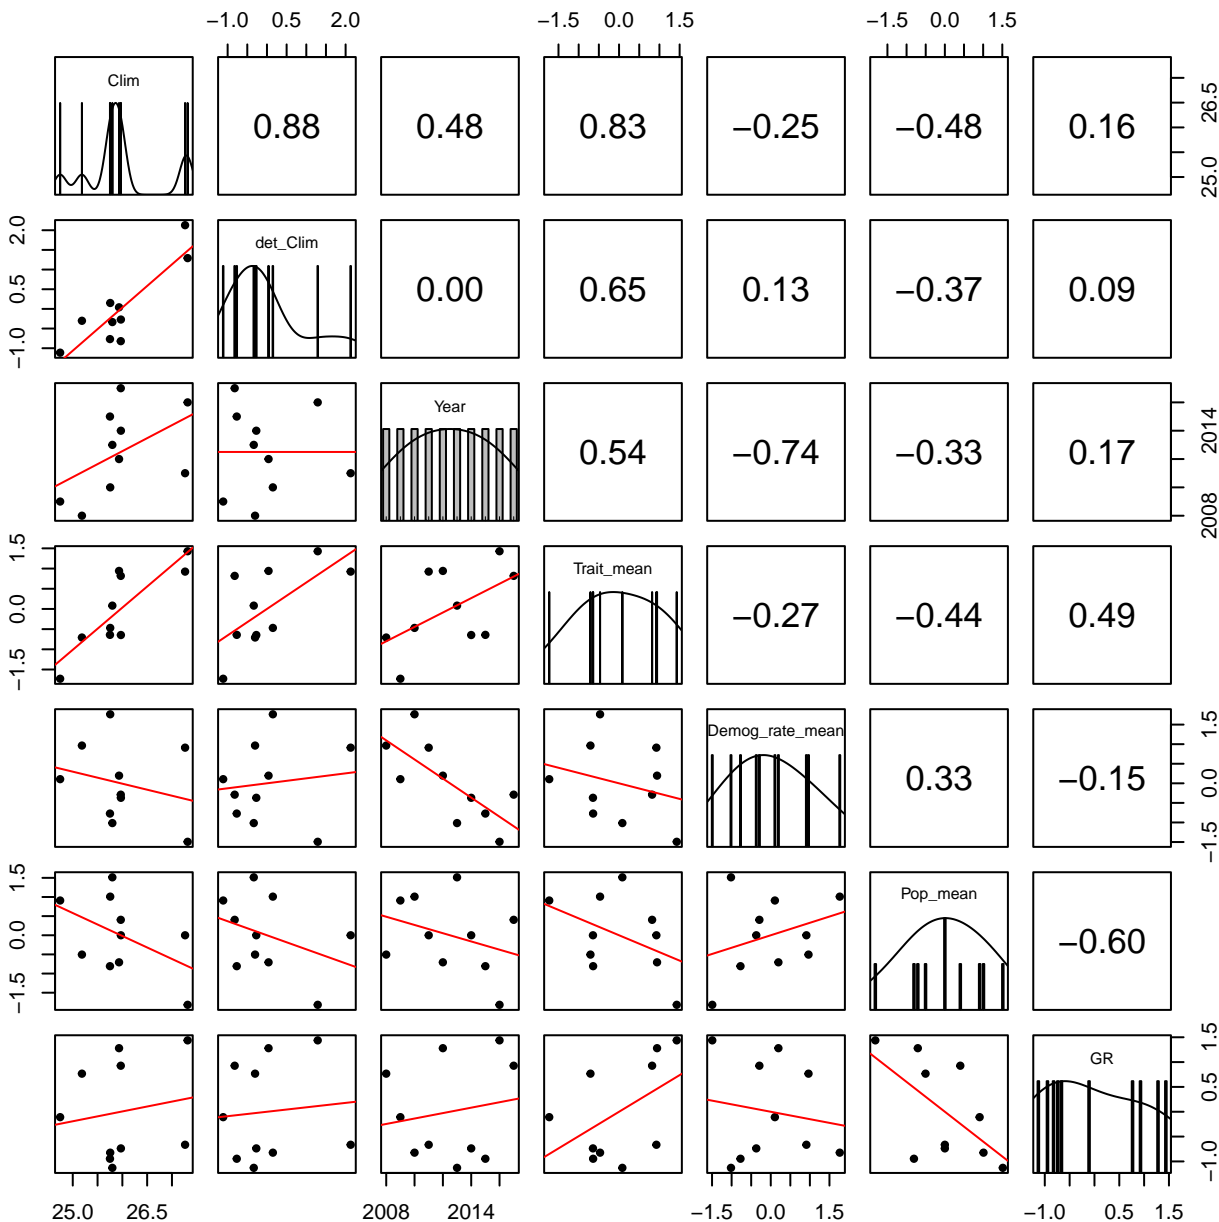 −1.0 0.5 2.0 −1.5 0.0 1.5 −1.5 0.0 1.5
Clim 0.88 0.48 0.83 −0.25 −0.48 0.16 25.0 26.5
−1.0 0.5 2.0 det_Clim 0.00 0.65 0.13 −0.37 0.09
Year 0.54 −0.74 −0.33 0.17 2008 2014
−1.5 0.0 1.5 Trait_mean −0.27 −0.44 0.49
Demog_rate_mean 0.33 −0.15 −1.5 0.0 1.5
−1.5 0.0 1.5 Pop_mean −0.60
GR −1.0 0.5 1.5
25.0 26.5 2008 2014 −1.5 0.0 1.5 −1.0 0.5 1.5